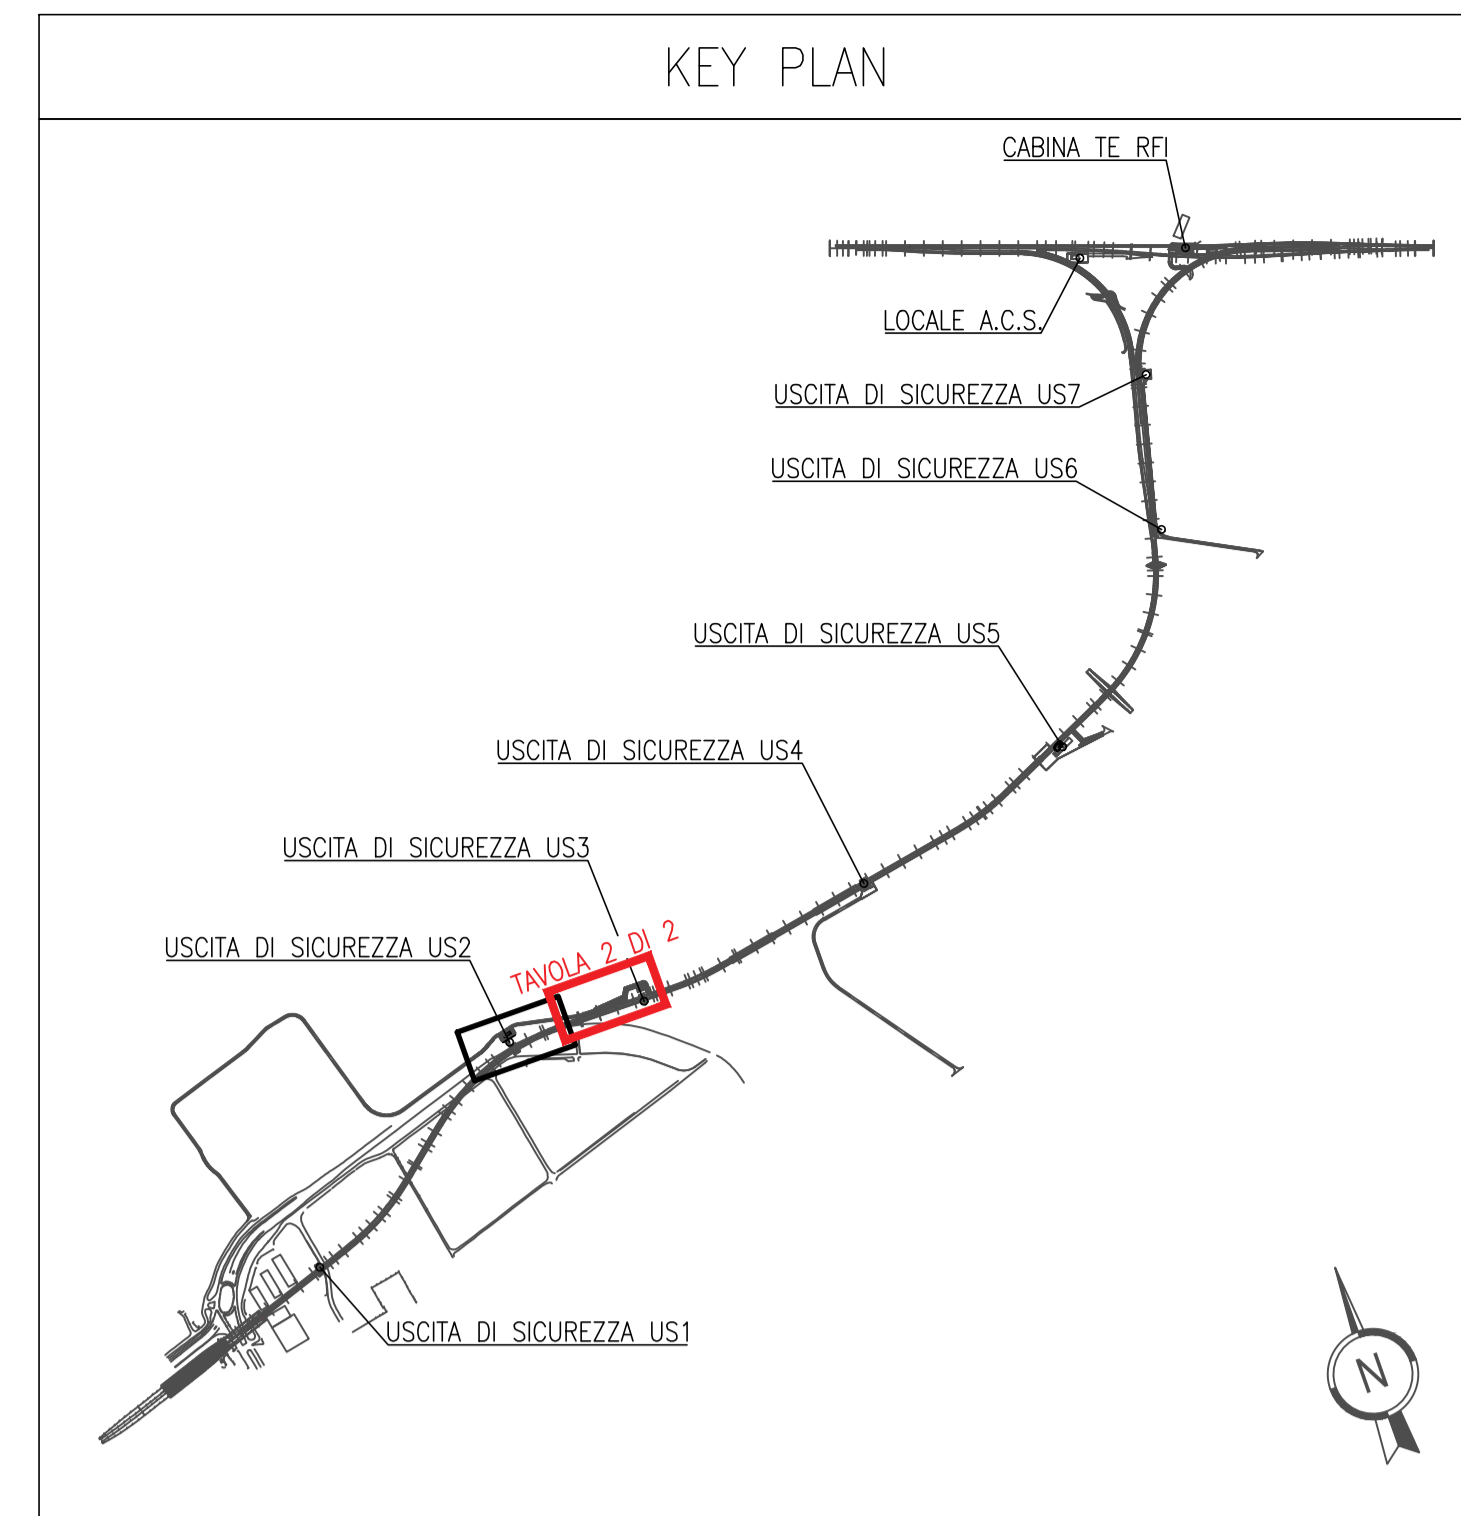 KEY PLAN
CABINA TE RFI
LOCALE A.C.S.
USCITA DI SICUREZZA US7
USCITA DI SICUREZZA US6
USCITA DI SICUREZZA US5
USCITA DI SICUREZZA US4
USCITA DI SICUREZZA US3
TAVOLA 2 DI 2
USCITA DI SICUREZZA US2
USCITA DI SICUREZZA US1
N